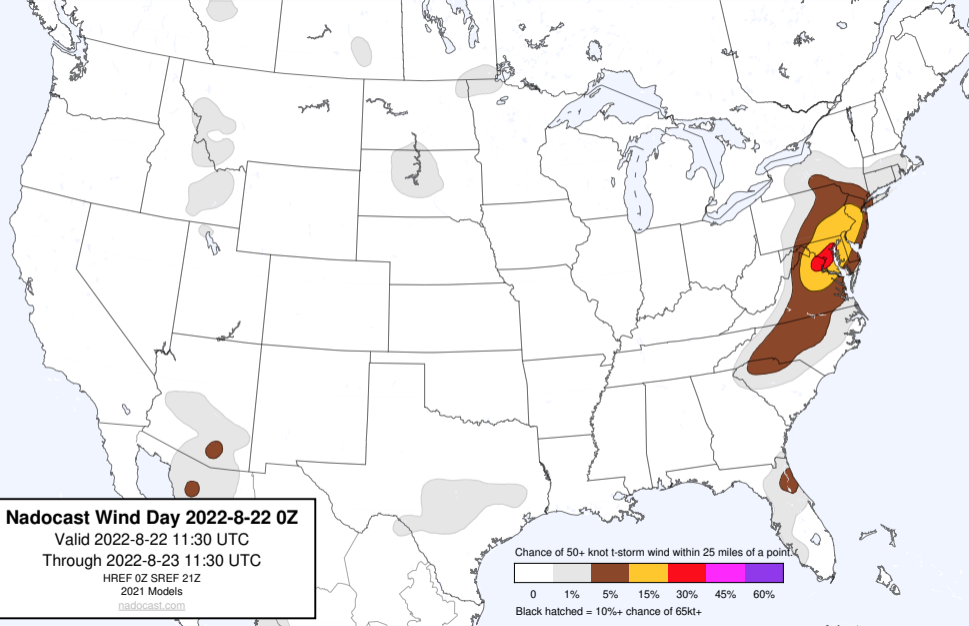 Nadocast Wind Day 2022-8-22 0Z
Valid 2022-8-22 11:30 UTC
Through 2022-8-23 11:30 UTC
HREF 0Z SREF 21Z
2021 Models
nadocast.com
Chance of 50+ knot t-storm wind within 25 miles of a point.
0 1% 5% 15% 30% 45% 60%
Black hatched = 10%+ chance of 65kt+